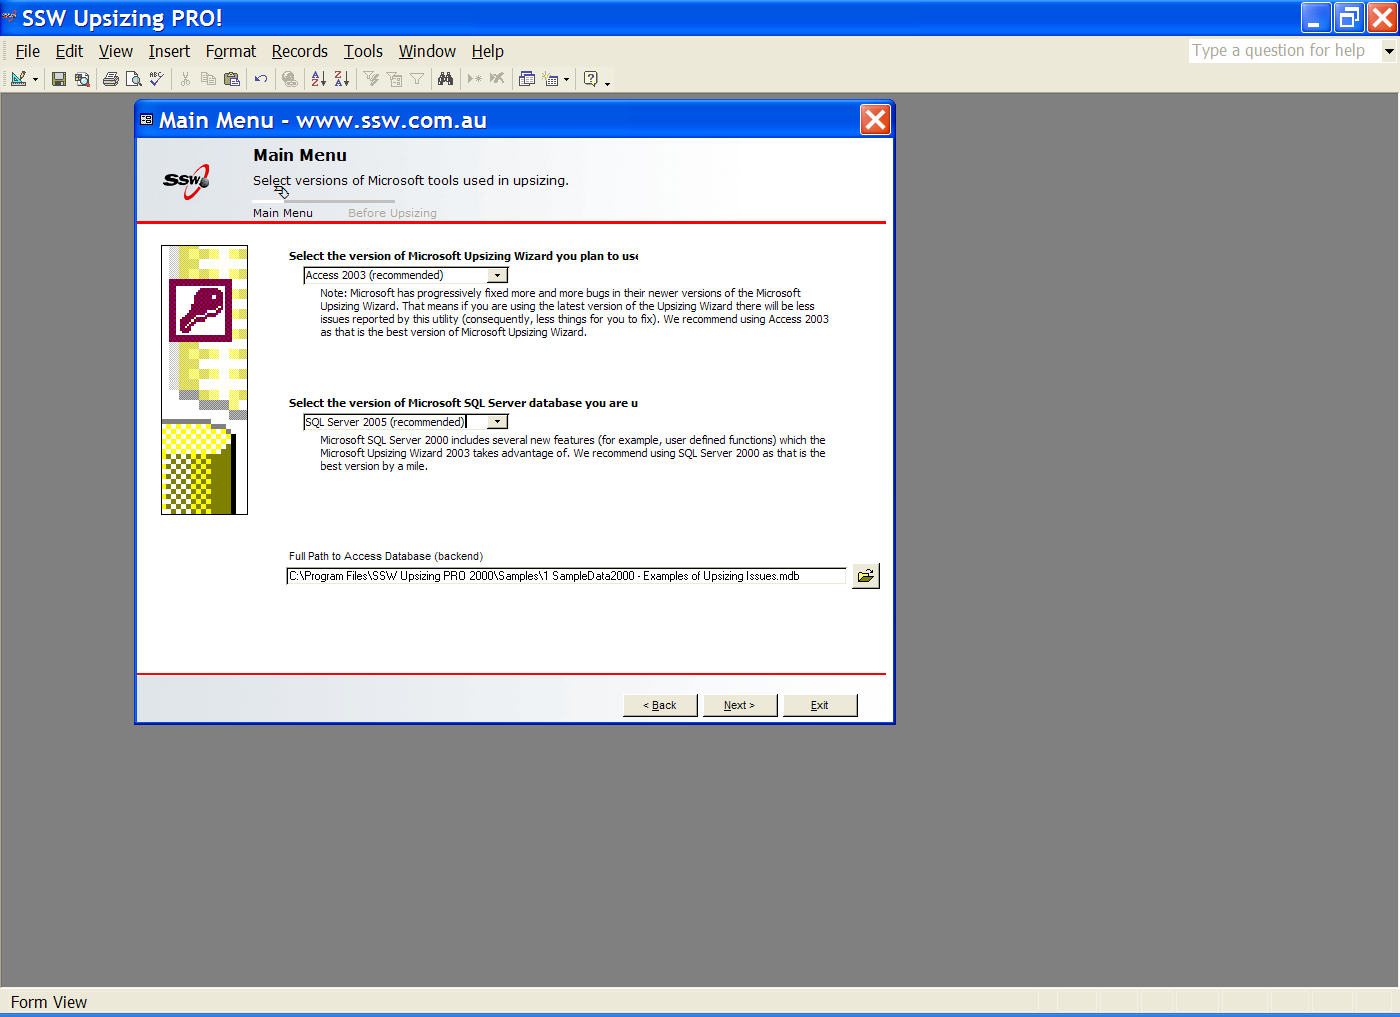 SSW Upsizing PRO!
File Edit View Insert Format Records Tools Window Help
Type a question for help
Main Menu - www.ssw.com.au
SSW
Main Menu
Select versions of Microsoft tools used in upsizing.
Main Menu Before Upsizing
Select the version of Microsoft Upsizing Wizard you plan to use
Access 2003 (recommended)
Note: Microsoft has progressively fixed more and more bugs in their newer versions of the Microsoft
Upsizing Wizard. That means if you are using the latest version of the Upsizing Wizard there will be less
issues reported by this utility (consequently, less things for you to fix). We recommend using Access 2003
as that is the best version of Microsoft Upsizing Wizard.
Select the version of Microsoft SQL Server database you are u
SQL Server 2005 (recommended)
Microsoft SQL Server 2000 includes several new features (for example, user defined functions) which the
Microsoft Upsizing Wizard 2003 takes advantage of. We recommend using SQL Server 2000 as that is the
best version by a mile.
Full Path to Access Database (backend)
C:\Program Files\SSW Upsizing PRO 2000\Samples\1 SampleData2000 - Examples of Upsizing Issues.mdb
< Back Next > Exit
Form View